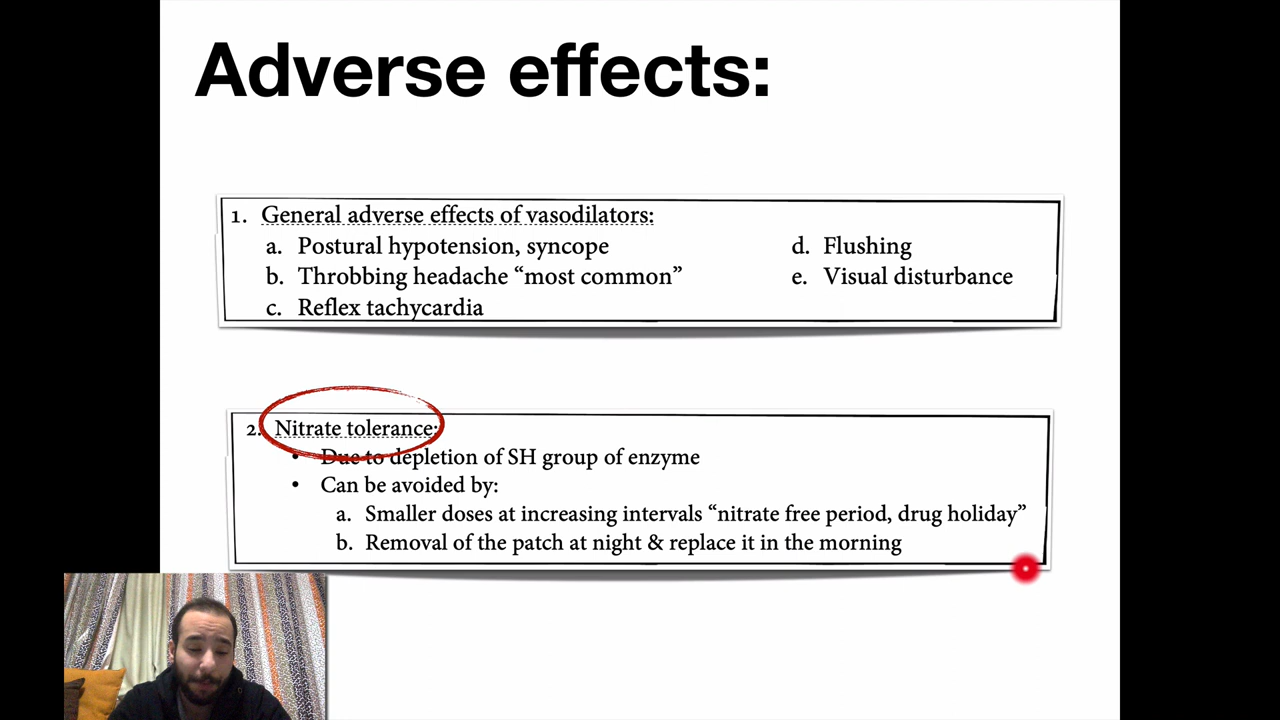 Adverse effects:
1. General adverse effects of vasodilators:
a. Postural hypotension, syncope
b. Throbbing headache “most common”
c. Reflex tachycardia
d. Flushing
e. Visual disturbance
2. Nitrate tolerance:
• Due to depletion of SH group of enzyme
• Can be avoided by:
a. Smaller doses at increasing intervals “nitrate free period, drug holiday”
b. Removal of the patch at night & replace it in the morning